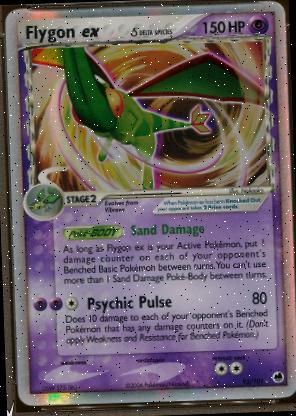 Flygon ex δ DELTA SPECIES 150 HP
STAGE 2 Evolves from Vibrava
When Pokémon-ex has been Knocked Out, your opponent takes 2 Prize cards.
Poké-BODY Sand Damage
As long as Flygon ex is your Active Pokémon, put 1
damage counter on each of your opponent's
Benched Basic Pokémon between turns. You can't use
more than 1 Sand Damage Poké-Body between turns.
Psychic Pulse 80
Does 10 damage to each of your opponent's Benched
Pokémon that has any damage counters on it. (Don't
apply Weakness and Resistance for Benched Pokémon.)
weakness resistance retreat cost